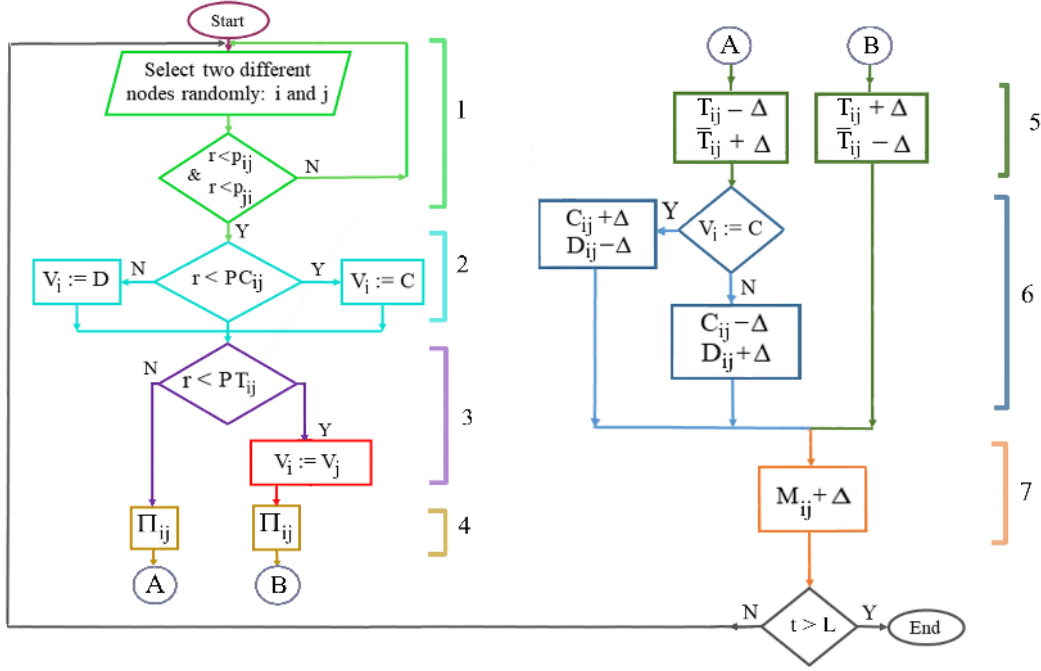 Start
Select two different
nodes randomly: i and j
r<p_ij
&
r<p_ji
N
Y
1
r < PC_ij
N
Y
V_i := D
V_i := C
2
r < PT_ij
N
Y
V_i := V_j
3
Π_ij
Π_ij
4
A
B
A
B
T_ij − Δ
T̅_ij + Δ
T_ij + Δ
T̅_ij − Δ
5
V_i := C
Y
N
C_ij + Δ
D_ij − Δ
C_ij − Δ
D_ij + Δ
6
M_ij + Δ
7
t > L
N
Y
End